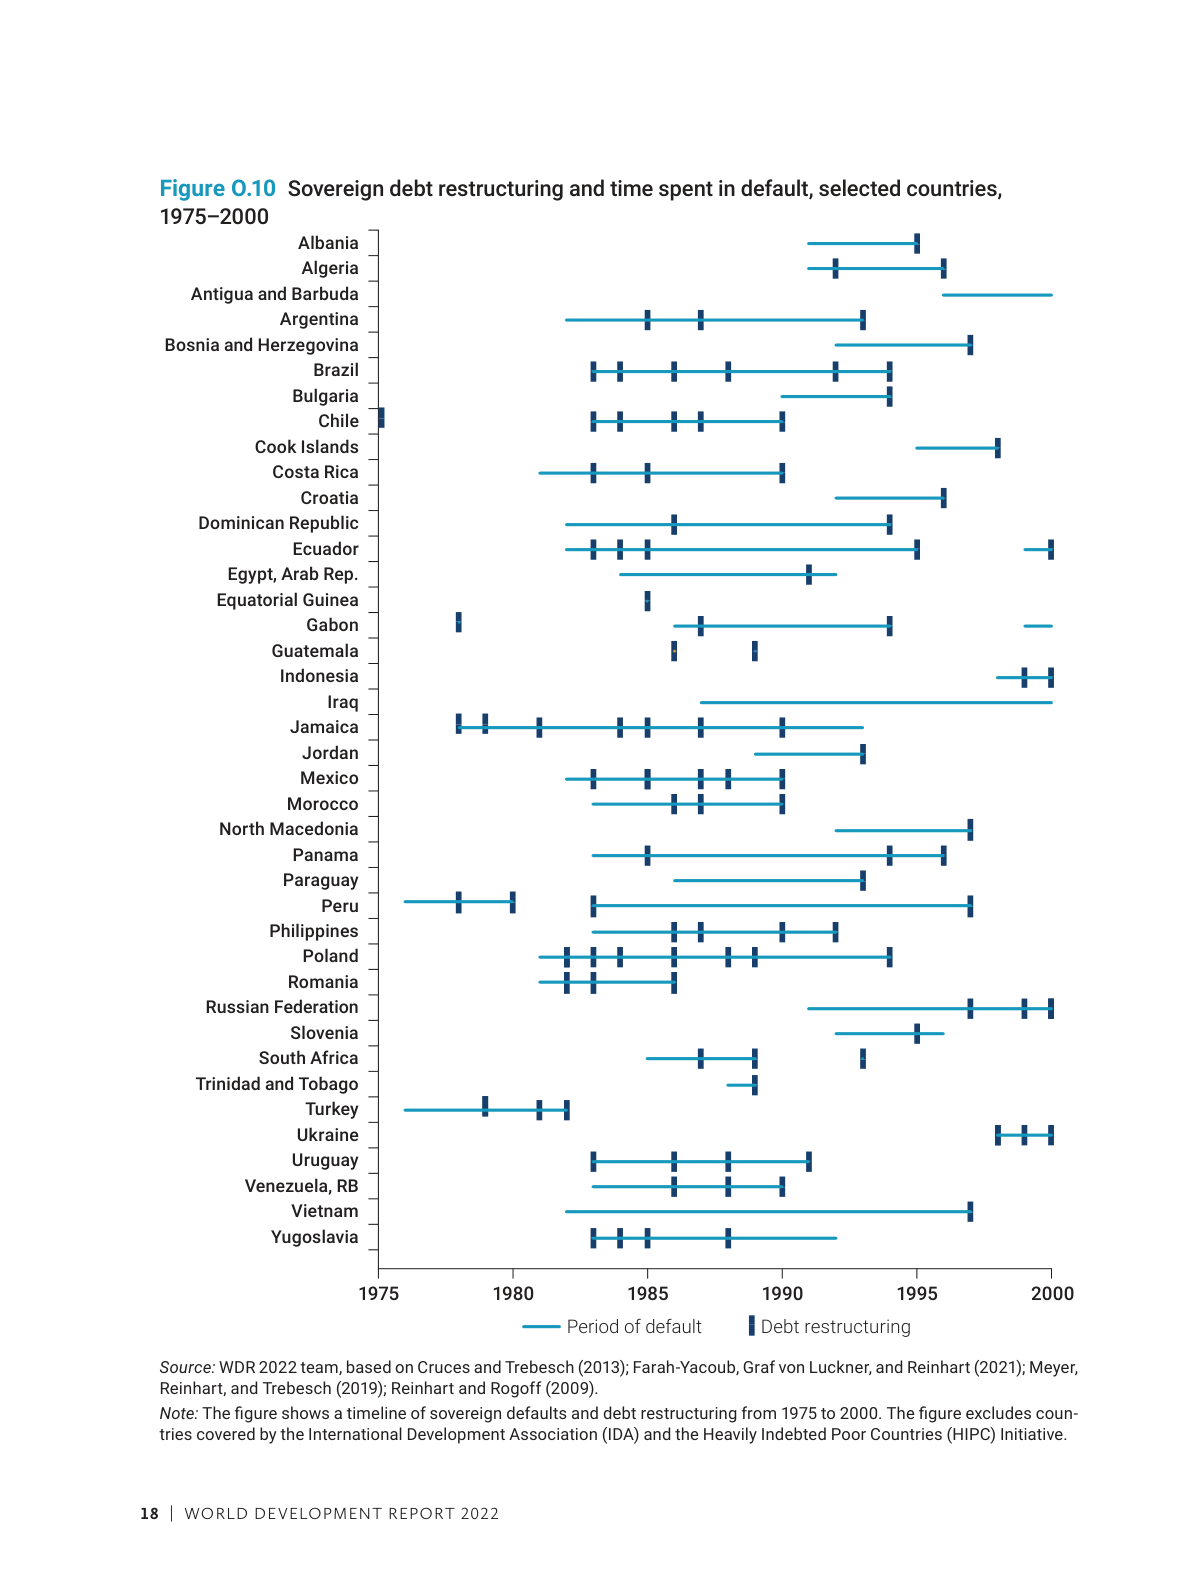 Figure O.10 Sovereign debt restructuring and time spent in default, selected countries,
1975–2000
Albania
Algeria
Antigua and Barbuda
Argentina
Bosnia and Herzegovina
Brazil
Bulgaria
Chile
Cook Islands
Costa Rica
Croatia
Dominican Republic
Ecuador
Egypt, Arab Rep.
Equatorial Guinea
Gabon
Guatemala
Indonesia
Iraq
Jamaica
Jordan
Mexico
Morocco
North Macedonia
Panama
Paraguay
Peru
Philippines
Poland
Romania
Russian Federation
Slovenia
South Africa
Trinidad and Tobago
Turkey
Ukraine
Uruguay
Venezuela, RB
Vietnam
Yugoslavia
1975 1980 1985 1990 1995 2000
Period of default Debt restructuring
Source: WDR 2022 team, based on Cruces and Trebesch (2013); Farah-Yacoub, Graf von Luckner, and Reinhart (2021); Meyer,
Reinhart, and Trebesch (2019); Reinhart and Rogoff (2009).
Note: The figure shows a timeline of sovereign defaults and debt restructuring from 1975 to 2000. The figure excludes coun-
tries covered by the International Development Association (IDA) and the Heavily Indebted Poor Countries (HIPC) Initiative.
18 | WORLD DEVELOPMENT REPORT 2022